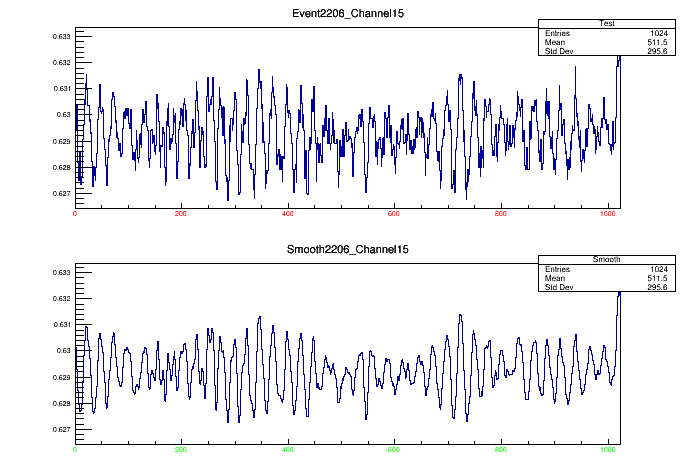 Event2206_Channel15
Test
Entries 1024
Mean 511.5
Std Dev 295.6
0.633
0.632
0.631
0.63
0.629
0.628
0.627
0 200 400 600 800 1000
Smooth2206_Channel15
Smooth
Entries 1024
Mean 511.5
Std Dev 295.6
0.633
0.632
0.631
0.63
0.629
0.628
0.627
0 200 400 600 800 1000